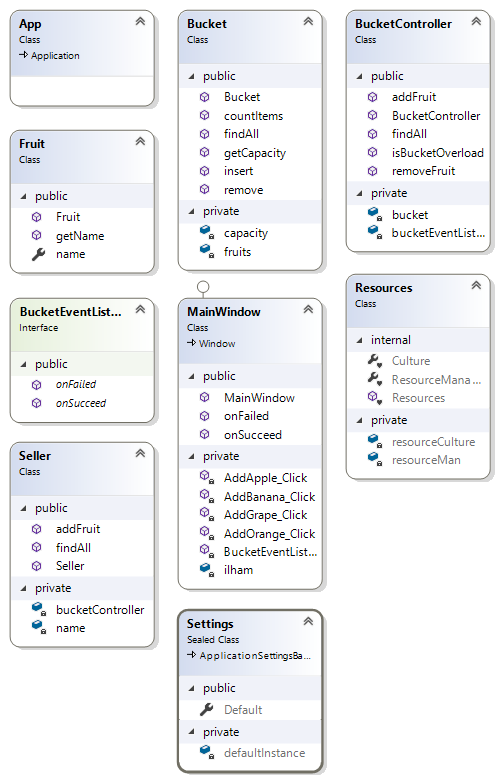 App
Class
Application
Fruit
Class
public
Fruit
getName
name
BucketEventList...
Interface
public
onFailed
onSucceed
Seller
Class
public
addFruit
findAll
Seller
private
bucketController
name
Bucket
Class
public
Bucket
countItems
findAll
getCapacity
insert
remove
private
capacity
fruits
MainWindow
Class
Window
public
MainWindow
onFailed
onSucceed
private
AddApple_Click
AddBanana_Click
AddGrape_Click
AddOrange_Click
BucketEventList...
ilham
Settings
Sealed Class
ApplicationSettingsBa...
public
Default
private
defaultInstance
BucketController
Class
public
addFruit
BucketController
findAll
isBucketOverload
removeFruit
private
bucket
bucketEventList...
Resources
Class
internal
Culture
ResourceMana...
Resources
private
resourceCulture
resourceMan